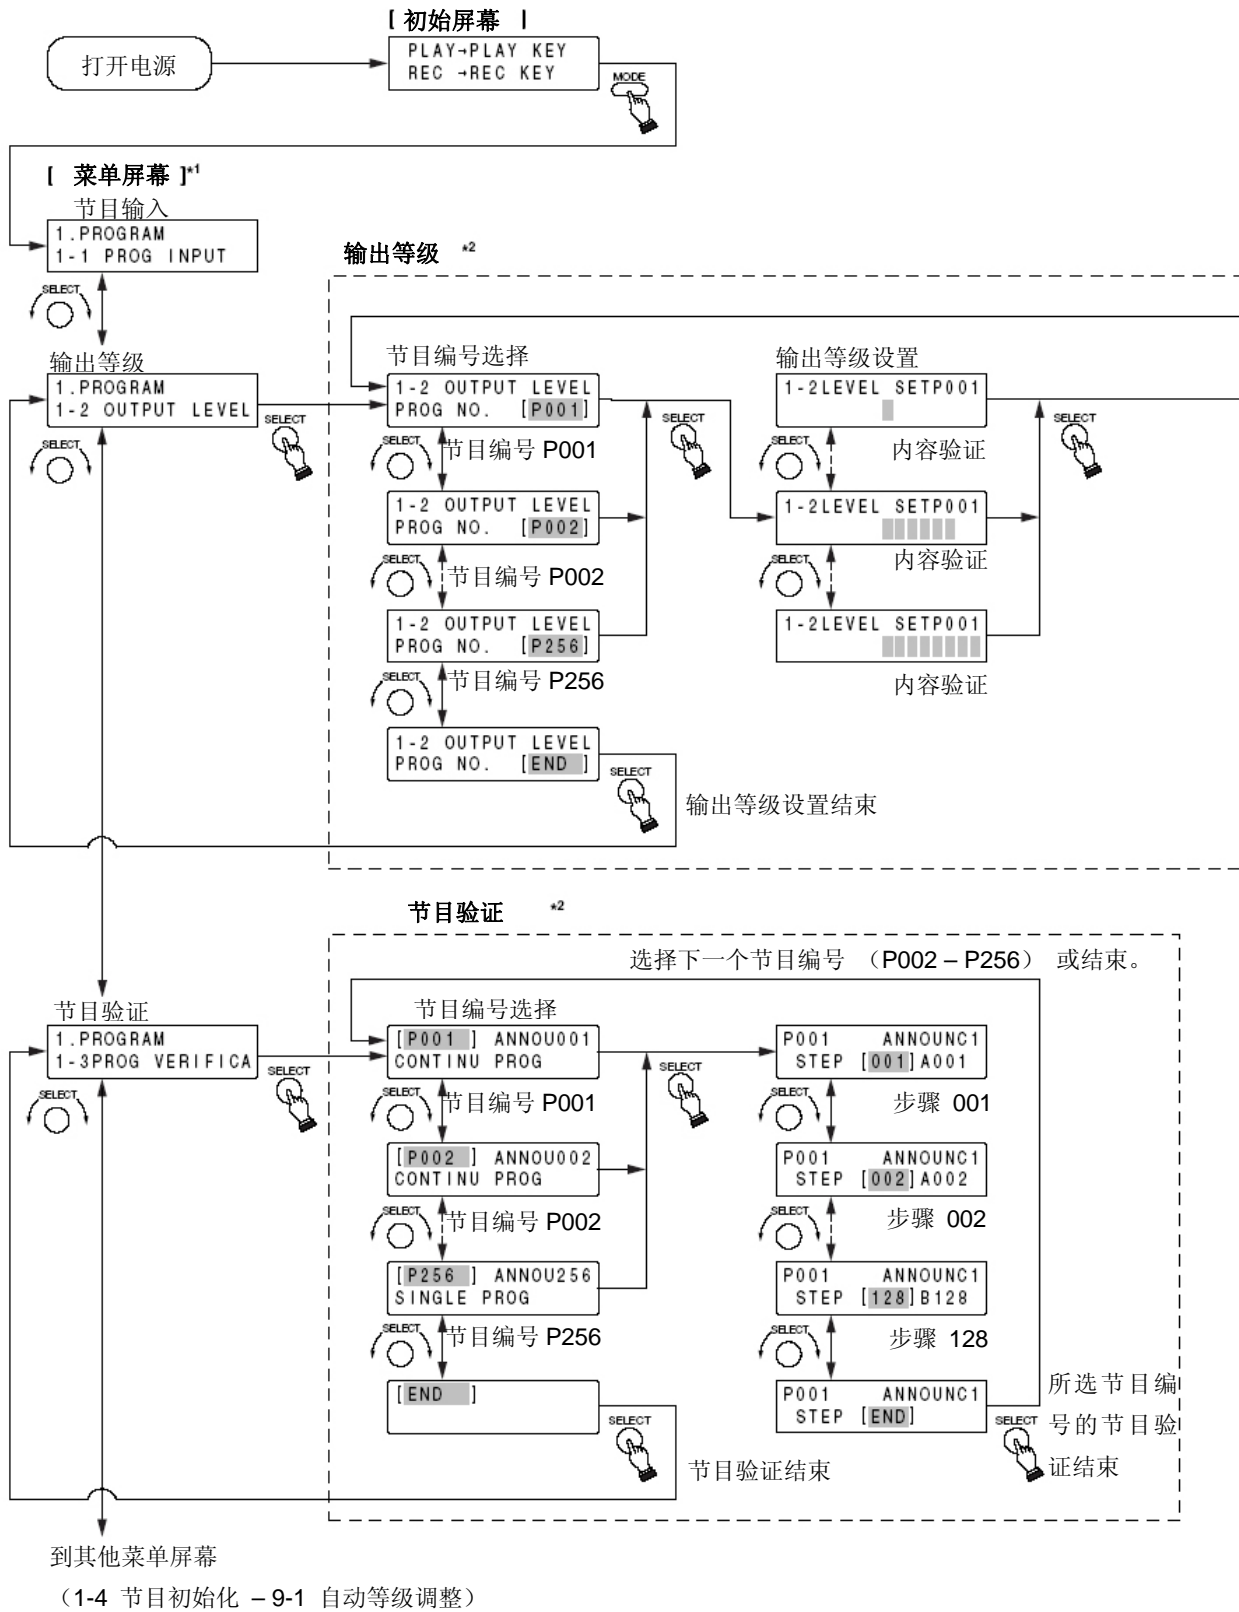 [ 初始屏幕 ]
打开电源
PLAY→PLAY KEY
REC →REC KEY
MODE
[ 菜单屏幕 ]*1
节目输入
1.PROGRAM
1-1 PROG INPUT
SELECT
输出等级
1.PROGRAM
1-2 OUTPUT LEVEL
SELECT
SELECT
输出等级 *2
节目编号选择
1-2 OUTPUT LEVEL
PROG NO. [P001]
SELECT
节目编号 P001
SELECT
1-2 OUTPUT LEVEL
PROG NO. [P002]
SELECT
节目编号 P002
1-2 OUTPUT LEVEL
PROG NO. [P256]
SELECT
节目编号 P256
1-2 OUTPUT LEVEL
PROG NO. [END ]
SELECT
输出等级设置结束
输出等级设置
1-2LEVEL SETP001
SELECT
内容验证
SELECT
1-2LEVEL SETP001
SELECT
内容验证
1-2LEVEL SETP001
内容验证
节目验证 *2
选择下一个节目编号 （P002 – P256） 或结束。
节目验证
1.PROGRAM
1-3PROG VERIFICA
SELECT
SELECT
节目编号选择
[P001 ] ANNOU001
CONTINU PROG
SELECT
节目编号 P001
SELECT
[P002 ] ANNOU002
CONTINU PROG
SELECT
节目编号 P002
[P256 ] ANNOU256
SINGLE PROG
SELECT
节目编号 P256
[END ]
SELECT
节目验证结束
P001 ANNOUNC1
STEP [001]A001
SELECT
步骤 001
P001 ANNOUNC1
STEP [002]A002
SELECT
步骤 002
P001 ANNOUNC1
STEP [128]B128
SELECT
步骤 128
P001 ANNOUNC1
STEP [END]
SELECT
所选节目编
号的节目验
证结束
到其他菜单屏幕
（1-4 节目初始化 – 9-1 自动等级调整）